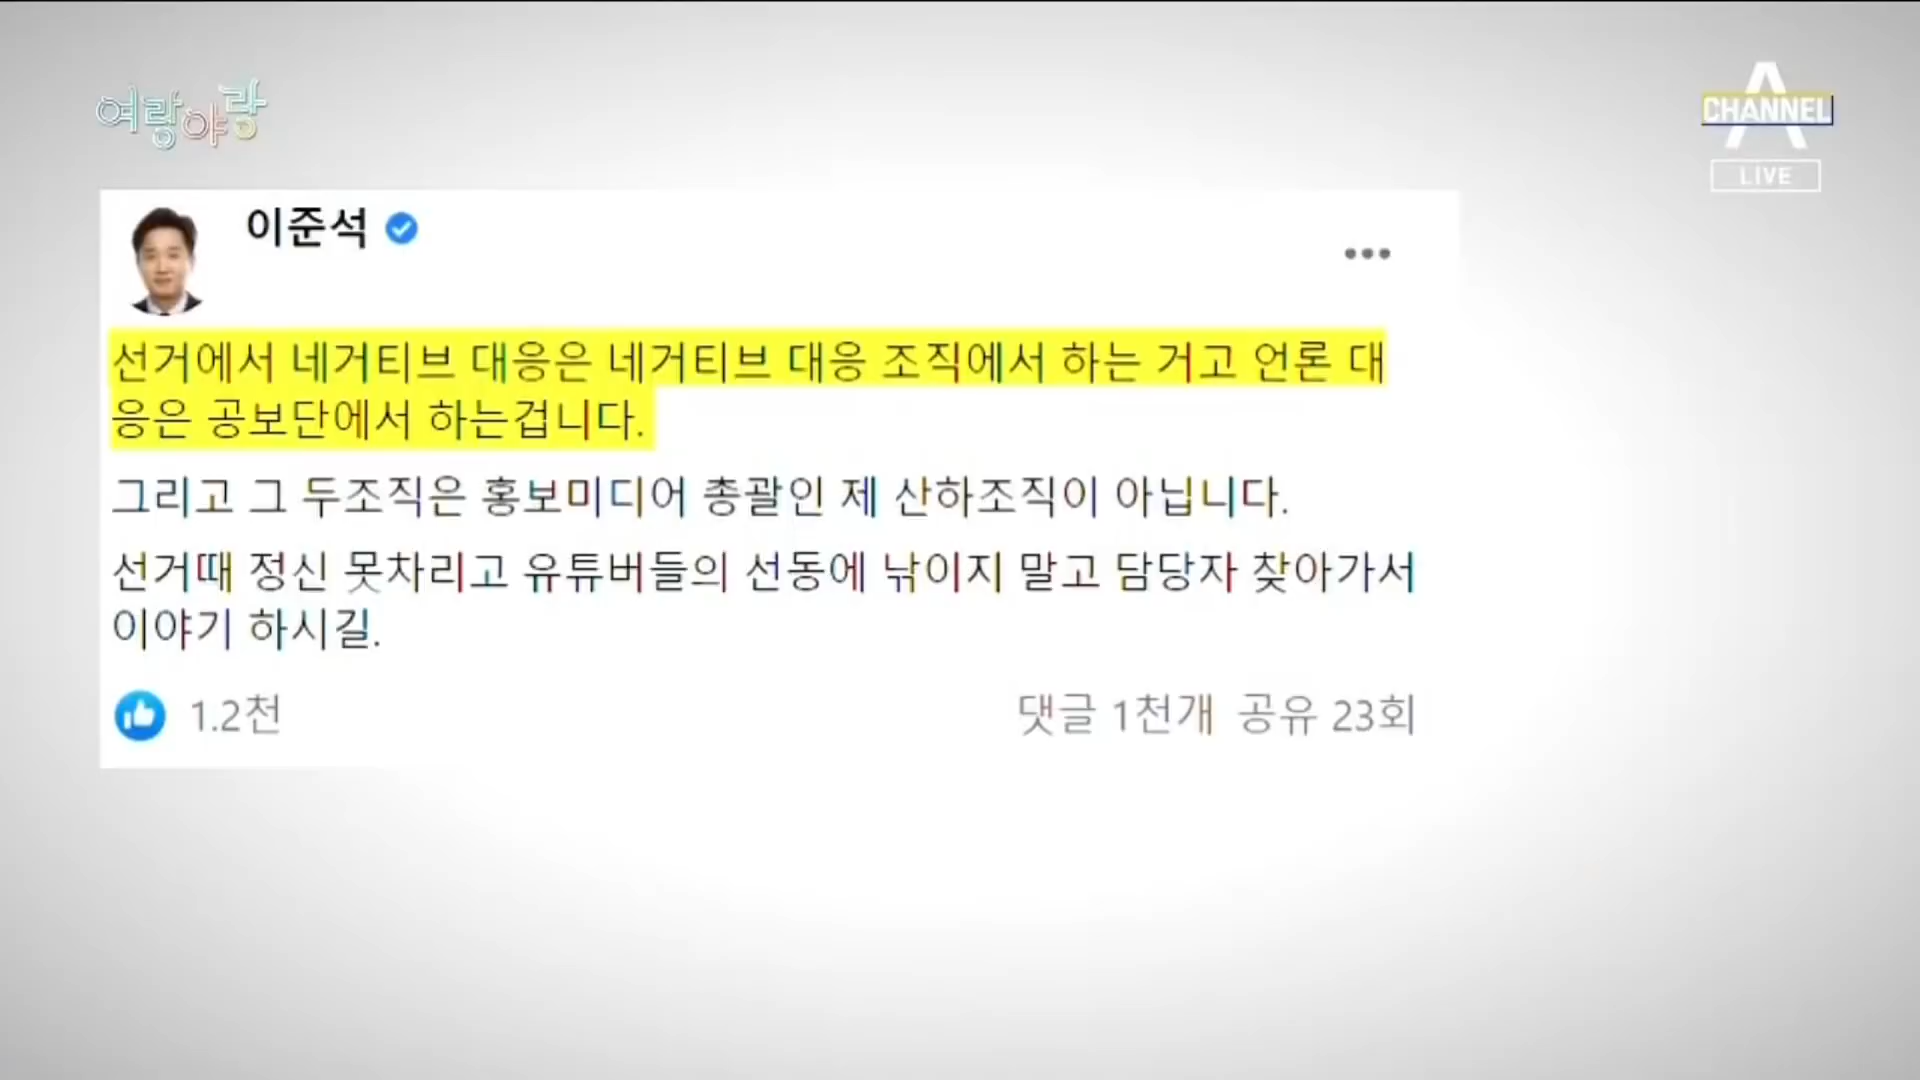 여랑야랑
CHANNEL A
LIVE
이준석
선거에서 네거티브 대응은 네거티브 대응 조직에서 하는 거고 언론 대
응은 공보단에서 하는겁니다.
그리고 그 두조직은 홍보미디어 총괄인 제 산하조직이 아닙니다.
선거때 정신 못차리고 유튜버들의 선동에 낚이지 말고 담당자 찾아가서
이야기 하시길.
1.2천
댓글 1천개 공유 23회